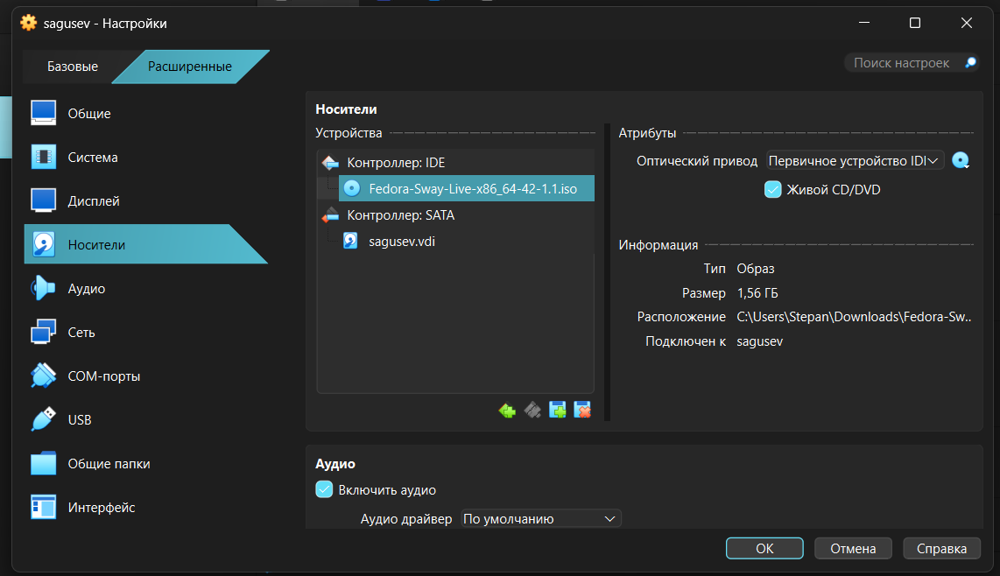 sagusev - Настройки
Базовые
Расширенные
Поиск настроек
Общие
Система
Дисплей
Носители
Аудио
Сеть
COM-порты
USB
Общие папки
Интерфейс
Носители
Устройства
Контроллер: IDE
Fedora-Sway-Live-x86_64-42-1.1.iso
Контроллер: SATA
sagusev.vdi
Атрибуты
Оптический привод Первичное устройство IDI
Живой CD/DVD
Информация
Тип Образ
Размер 1,56 ГБ
Расположение C:\Users\Stepan\Downloads\Fedora-Sw..
Подключен к sagusev
Аудио
Включить аудио
Аудио драйвер По умолчанию
OK
Отмена
Справка